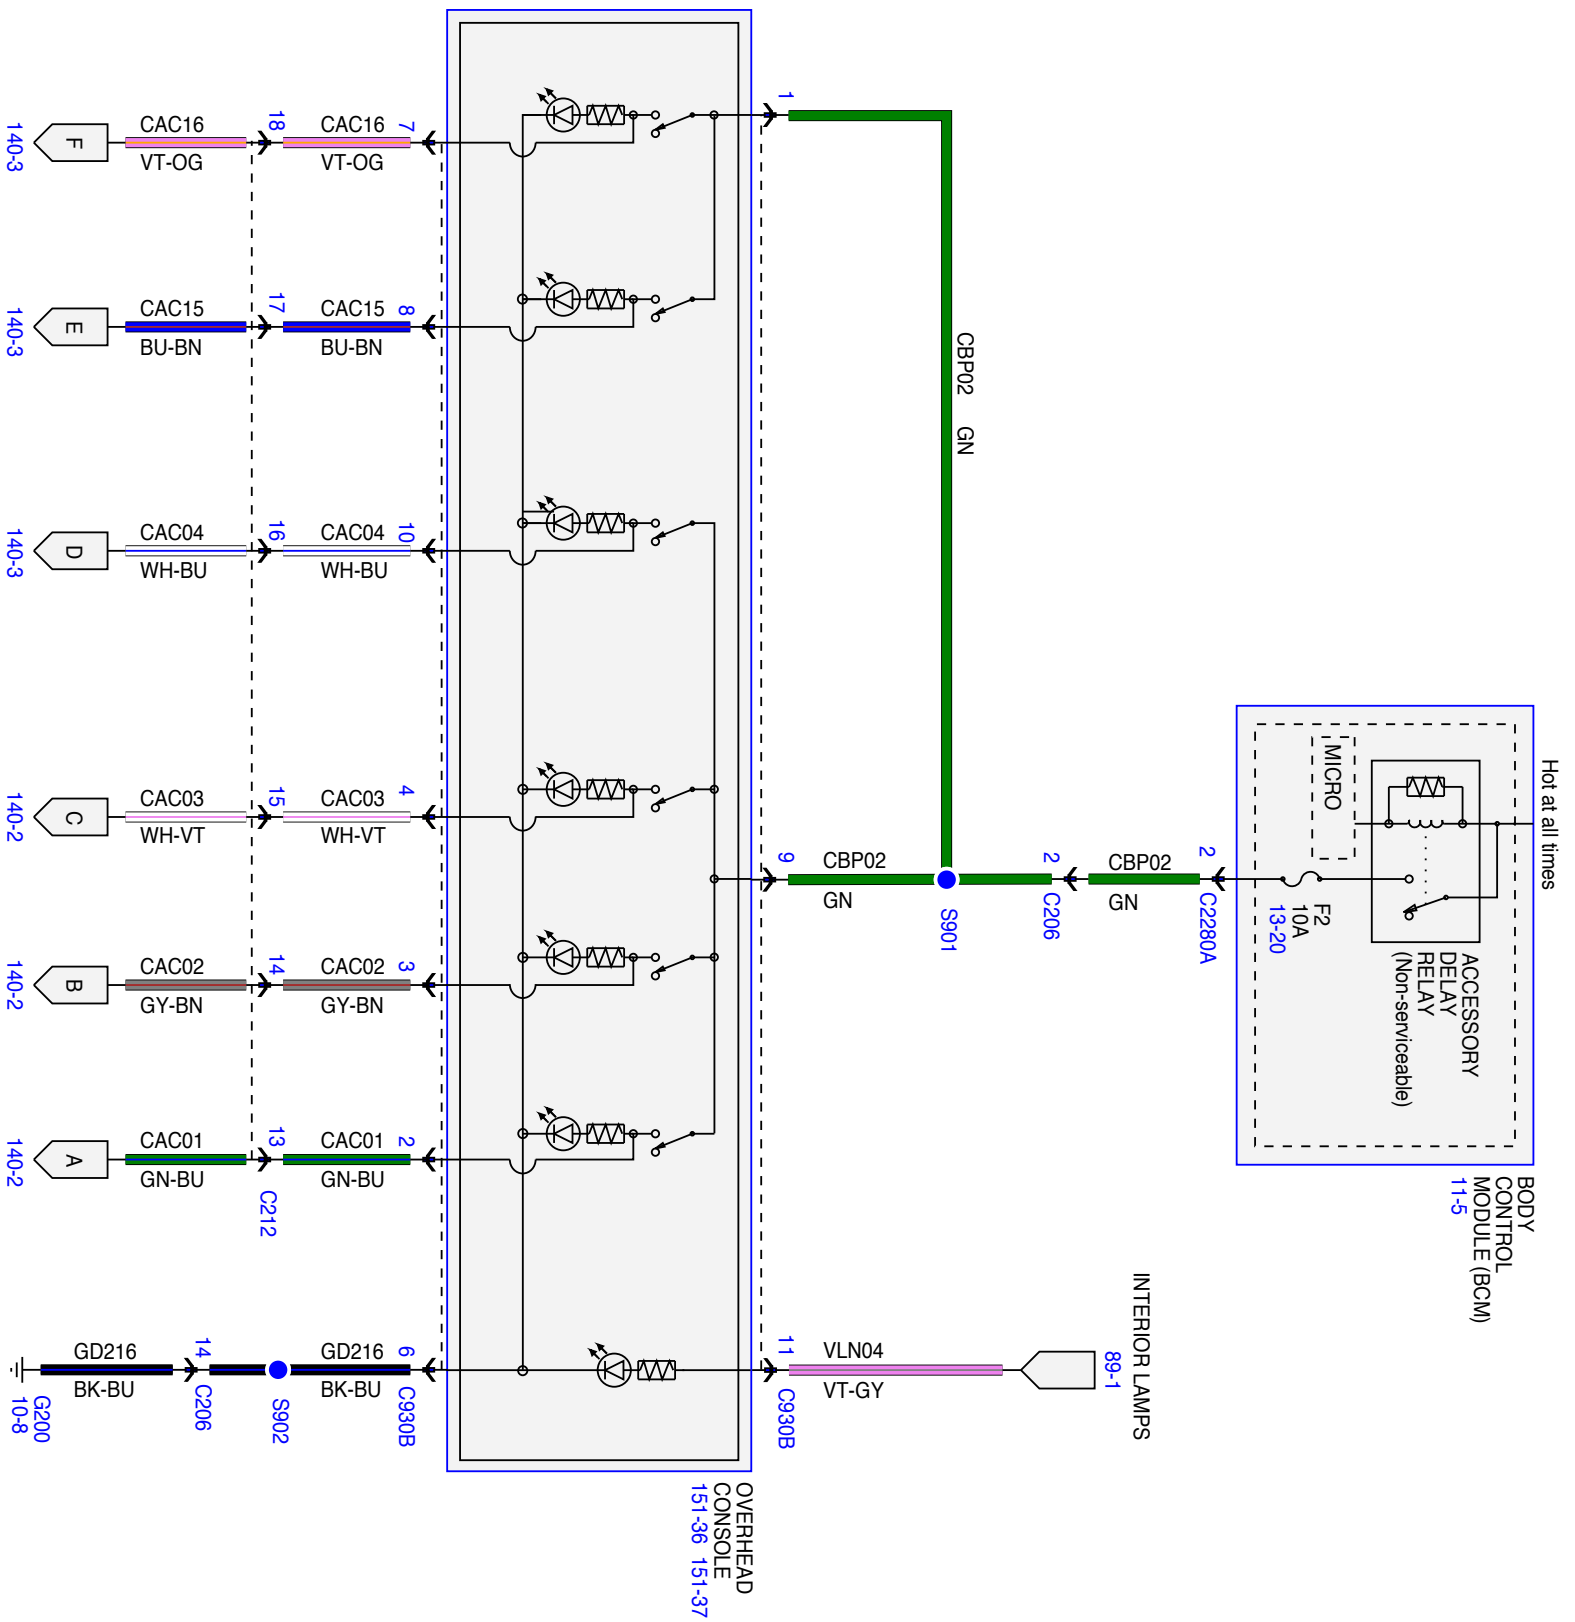 Hot at all times
MICRO
ACCESSORY
DELAY
RELAY
(Non-serviceable)
F2
10A
13-20
BODY
CONTROL
MODULE (BCM)
11-5
2
C2280A
CBP02
GN
2
C206
S901
CBP02 GN
CBP02
GN
INTERIOR LAMPS
89-1
VLN04
VT-GY
1
9
11
C930B
OVERHEAD
CONSOLE
151-36 151-37
7
8
10
4
3
2
6
C930B
CAC16
VT-OG
CAC15
BU-BN
CAC04
WH-BU
CAC03
WH-VT
CAC02
GY-BN
CAC01
GN-BU
GD216
BK-BU
S902
18
17
16
15
14
13
C212
14
C206
CAC16
VT-OG
CAC15
BU-BN
CAC04
WH-BU
CAC03
WH-VT
CAC02
GY-BN
CAC01
GN-BU
GD216
BK-BU
F
E
D
C
B
A
140-3
140-3
140-3
140-2
140-2
140-2
G200
10-8